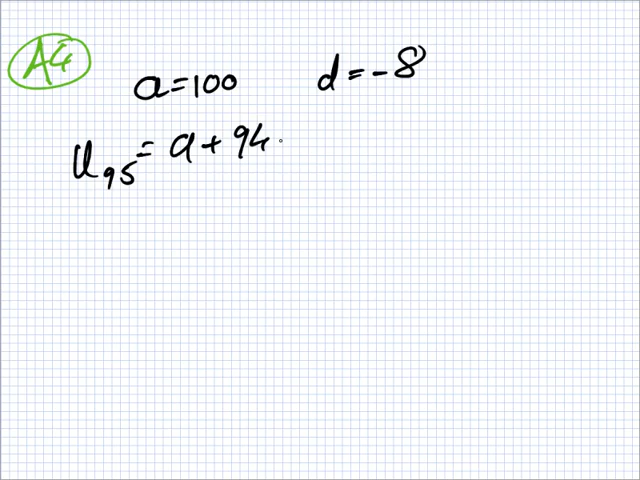 A4
a=100 d=-8
U95 = a + 94